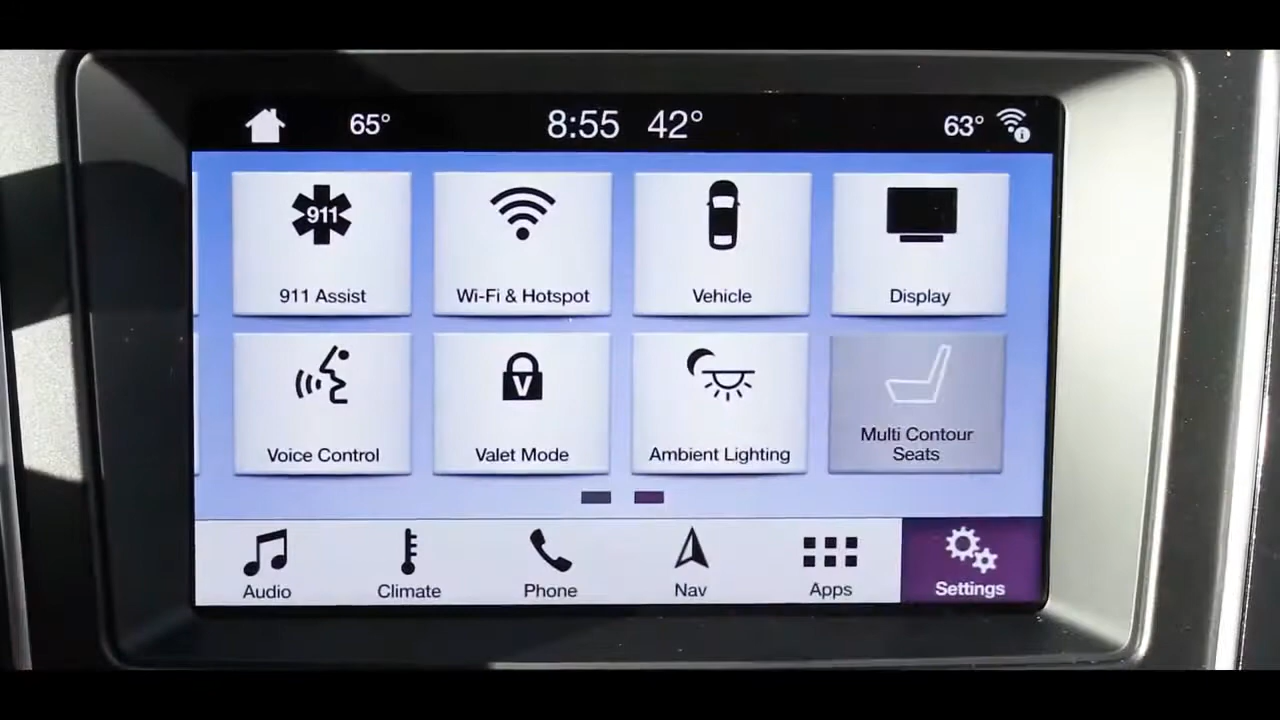 65° 8:55 42° 63°
911
911 Assist
Wi-Fi & Hotspot
Vehicle
Display
V
Voice Control
Valet Mode
Ambient Lighting
Multi Contour
Seats
Audio
Climate
Phone
Nav
Apps
Settings